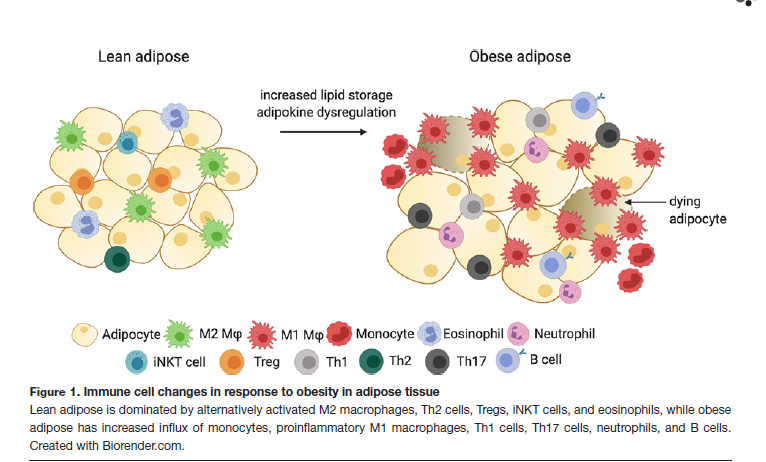 Lean adipose
Obese adipose
increased lipid storage
adipokine dysregulation
dying
adipocyte
Adipocyte M2 Mφ M1 Mφ Monocyte Eosinophil Neutrophil
iNKT cell Treg Th1 Th2 Th17 B cell
Figure 1. Immune cell changes in response to obesity in adipose tissue
Lean adipose is dominated by alternatively activated M2 macrophages, Th2 cells, Tregs, iNKT cells, and eosinophils, while obese
adipose has increased influx of monocytes, proinflammatory M1 macrophages, Th1 cells, Th17 cells, neutrophils, and B cells.
Created with Biorender.com.